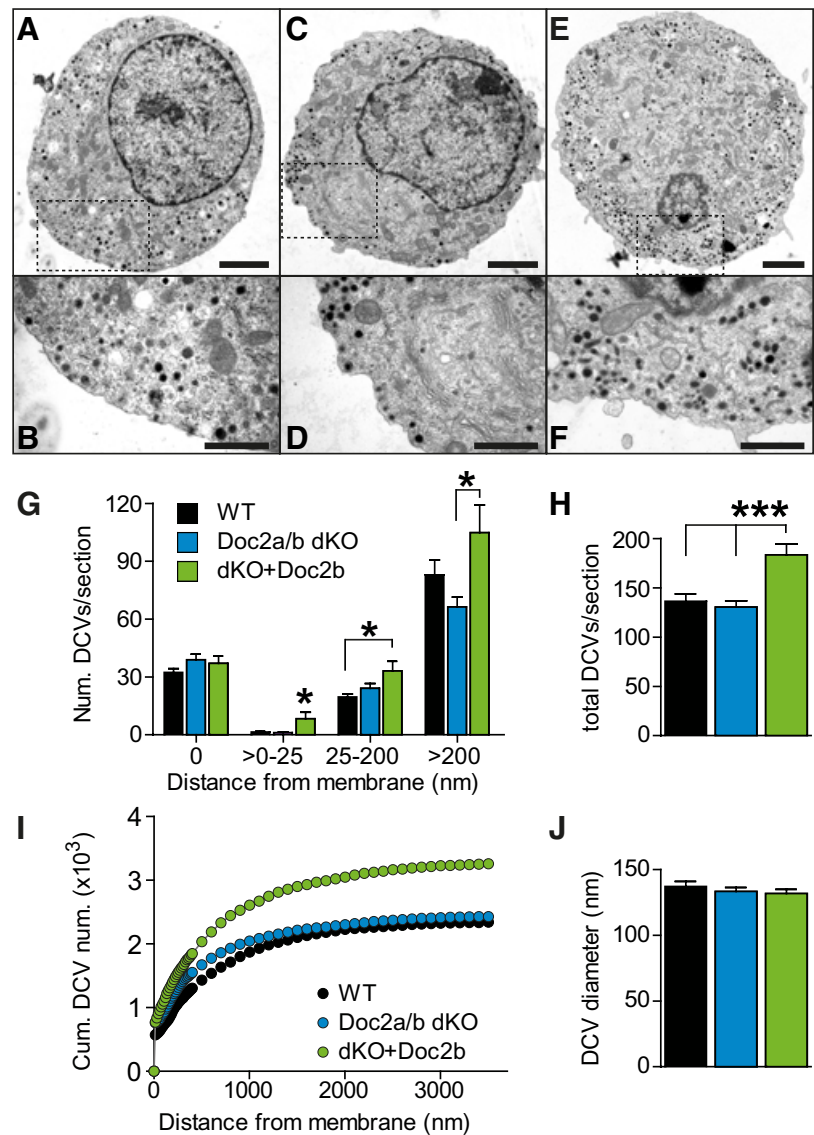 A C E
B D F
G
120
90
60
30
0
Num. DCVs/section
WT
Doc2a/b dKO
dKO+Doc2b
*
*
*
0 >0-25 25-200 >200
Distance from membrane (nm)
H
***
200
150
100
50
0
total DCVs/section
I
4
3
2
1
0
Cum. DCV num. (x10³)
WT
Doc2a/b dKO
dKO+Doc2b
0 1000 2000 3000
Distance from membrane (nm)
J
150
100
50
0
DCV diameter (nm)